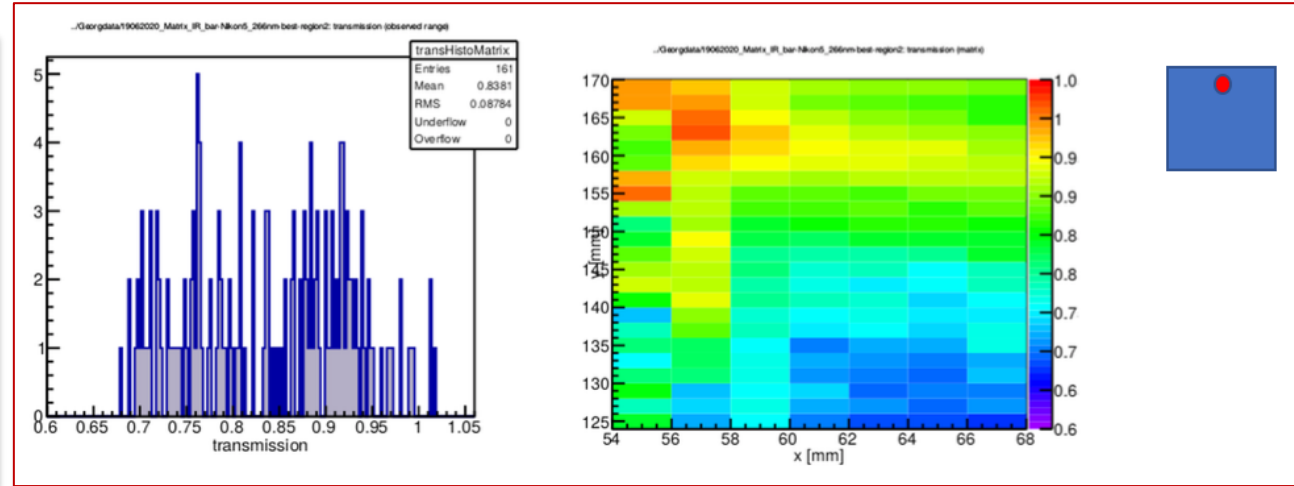 ../Georgdata/19062020_Matrix_IR_bar-Nikon5_266nm-best-region2: transmission (observed range)
transHistoMatrix
Entries 161
Mean 0.8381
RMS 0.08784
Underflow 0
Overflow 0
5
4
3
2
1
0
0.6 0.65 0.7 0.75 0.8 0.85 0.9 0.95 1 1.05
transmission
../Georgdata/19062020_Matrix_IR_bar-Nikon5_266nm-best-region2: transmission (matrix)
170
165
160
155
150
[mm]
145
140
135
130
125
54 56 58 60 62 64 66 68
x [mm]
1.0
1
0.9
0.9
0.8
0.8
0.7
0.7
0.6
0.6